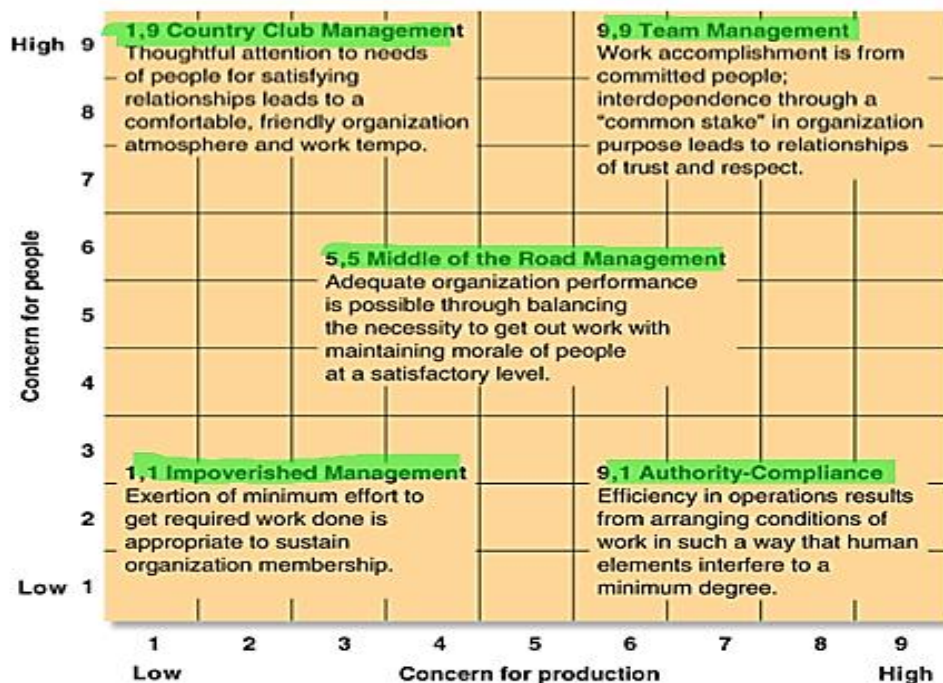 High 9
8
7
6
5
4
3
2
Low 1
Concern for people
1,9 Country Club Management
Thoughtful attention to needs
of people for satisfying
relationships leads to a
comfortable, friendly organization
atmosphere and work tempo.
9,9 Team Management
Work accomplishment is from
committed people;
interdependence through a
“common stake” in organization
purpose leads to relationships
of trust and respect.
5,5 Middle of the Road Management
Adequate organization performance
is possible through balancing
the necessity to get out work with
maintaining morale of people
at a satisfactory level.
1,1 Impoverished Management
Exertion of minimum effort to
get required work done is
appropriate to sustain
organization membership.
9,1 Authority-Compliance
Efficiency in operations results
from arranging conditions of
work in such a way that human
elements interfere to a
minimum degree.
1 2 3 4 5 6 7 8 9
Low Concern for production High